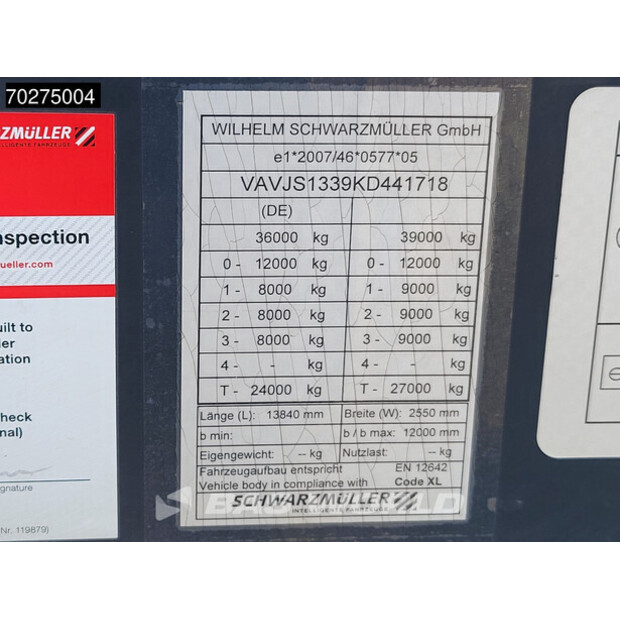 70275004
ZMÜLLER
TELLIGENTE FAHRZEUGE
nspection
ueller.com
uilt to
ler
ation
heck
nal)
ignature
Nr. 119879)
WILHELM SCHWARZMÜLLER GmbH
e1*2007/46*0577*05
VAVJS1339KD441718
(DE)
36000 kg 39000 kg
0 - 12000 kg 0 - 12000 kg
1 - 8000 kg 1 - 9000 kg
2 - 8000 kg 2 - 9000 kg
3 - 8000 kg 3 - 9000 kg
4 - - kg 4 - - kg
T - 24000 kg T - 27000 kg
Länge (L): 13840 mm Breite (W): 2550 mm
b min: b / b max: 12000 mm
Eigengewicht: -- kg Nutzlast: -- kg
Fahrzeugaufbau entspricht EN 12642
Vehicle body in compliance with Code XL
SCHWARZMÜLLER
INTELLIGENTE FAHRZEUGE